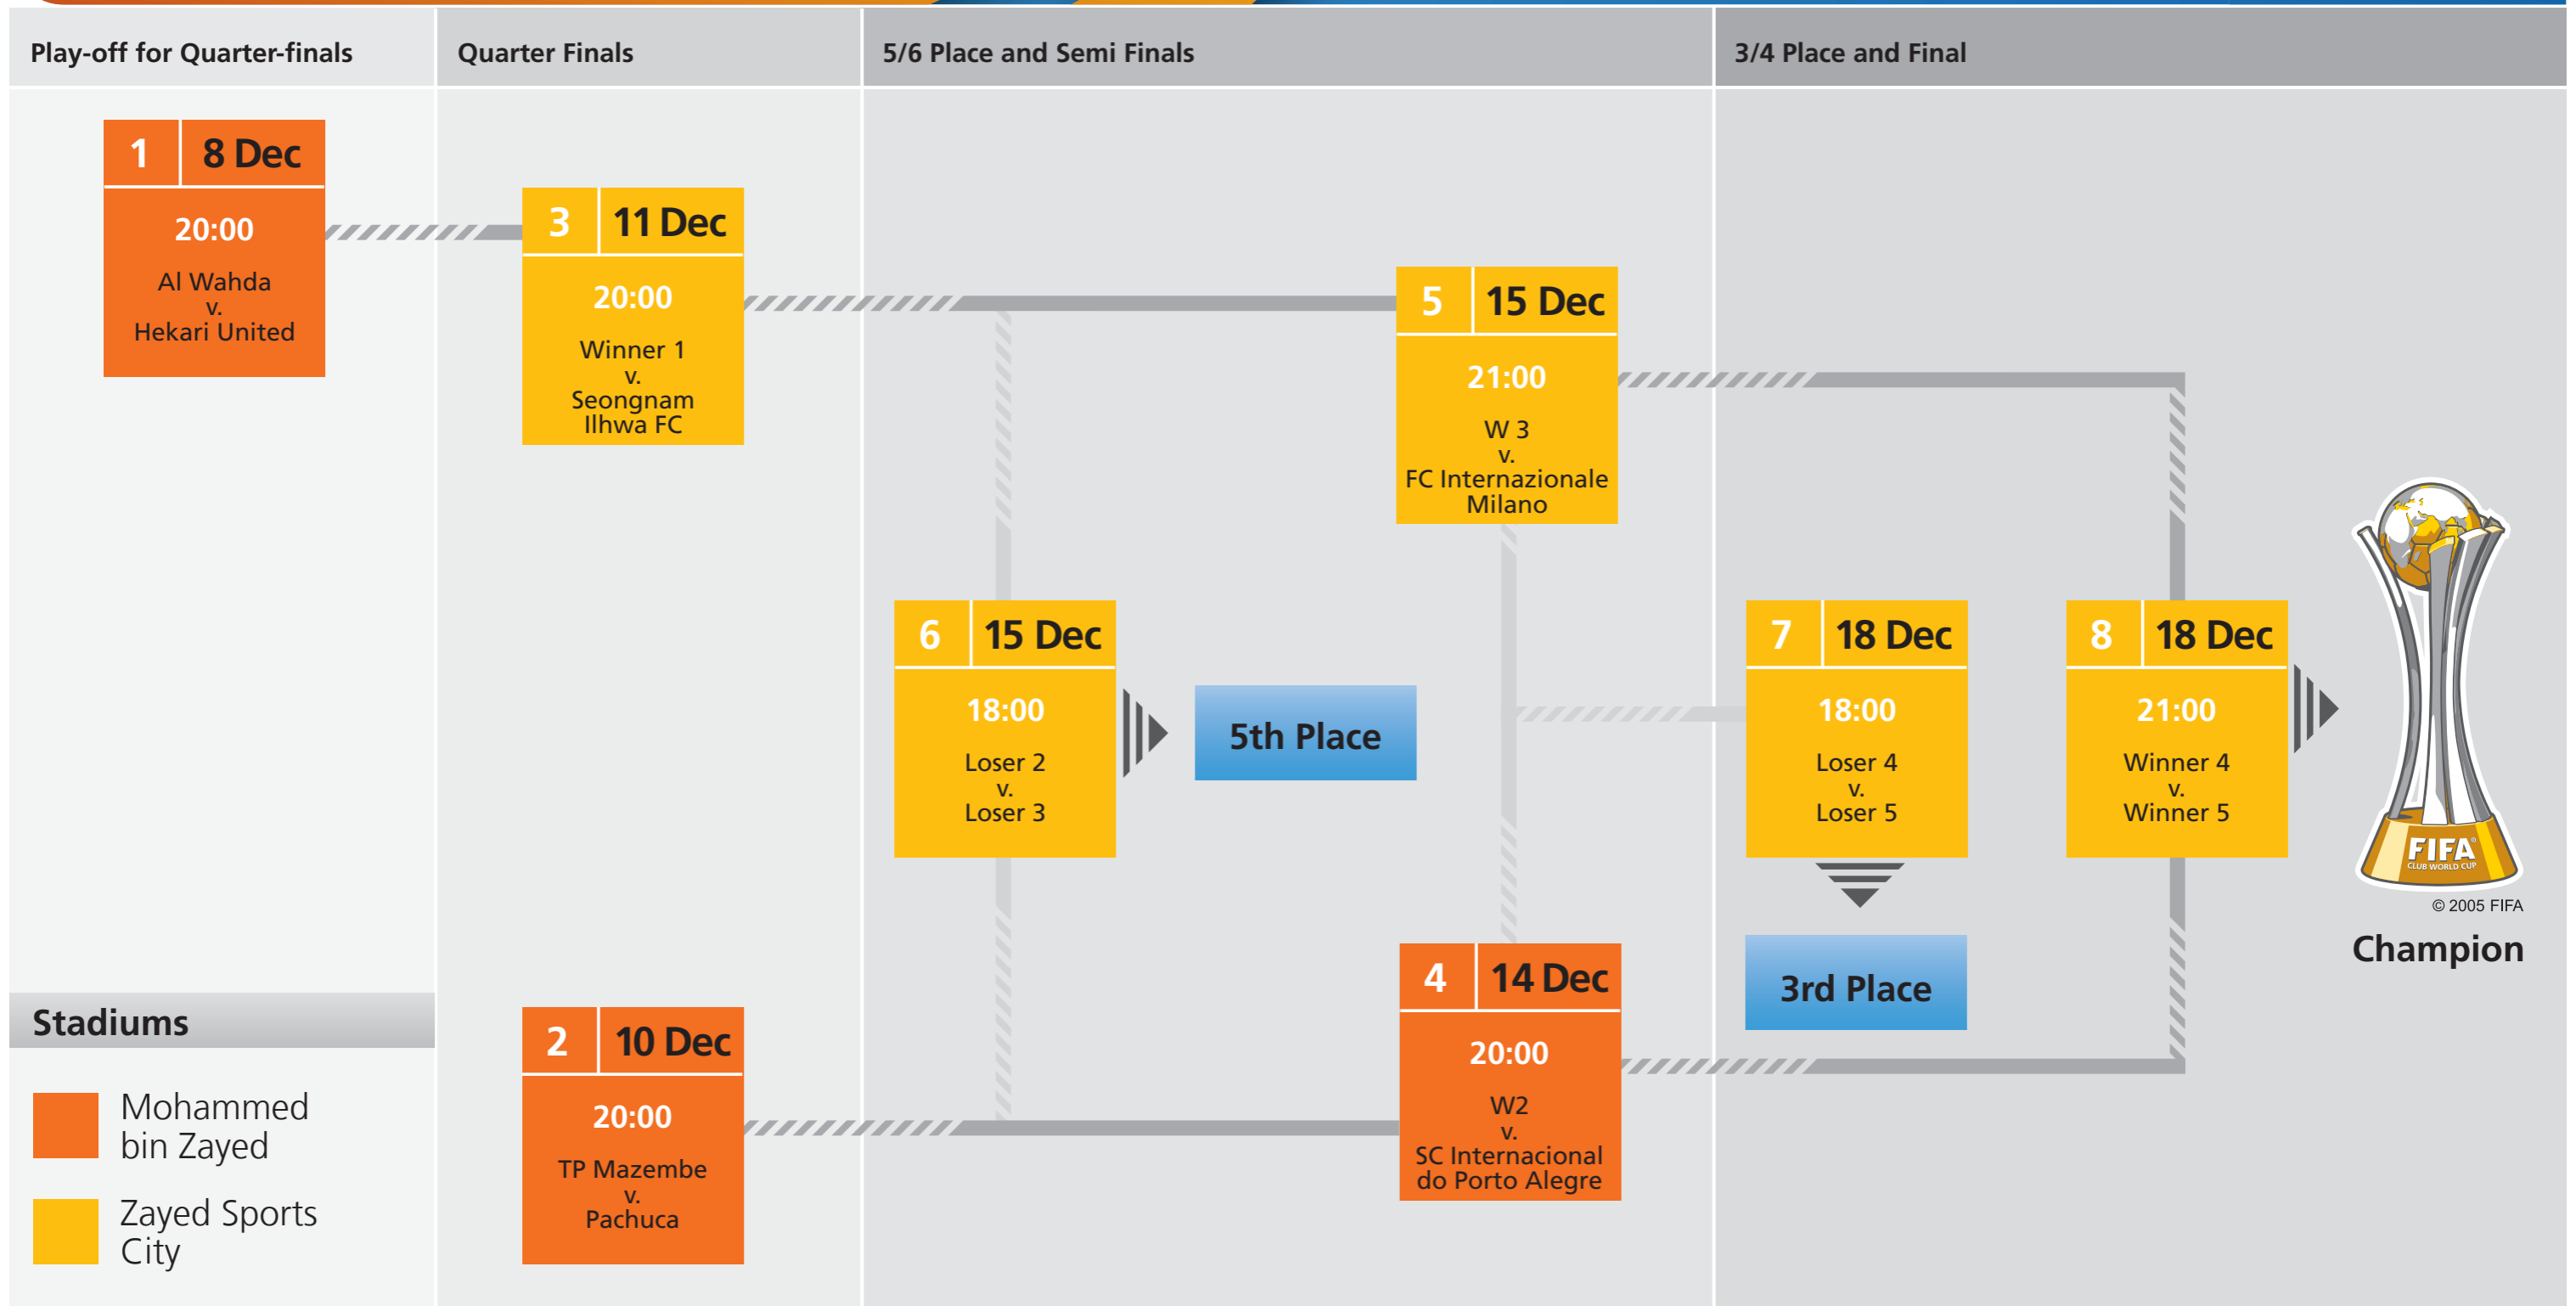 Play-off for Quarter-finals
Quarter Finals
5/6 Place and Semi Finals
3/4 Place and Final
1 8 Dec
20:00
Al Wahda
v.
Hekari United
3 11 Dec
20:00
Winner 1
v.
Seongnam
Ilhwa FC
5 15 Dec
21:00
W 3
v.
FC Internazionale
Milano
6 15 Dec
18:00
Loser 2
v.
Loser 3
5th Place
7 18 Dec
18:00
Loser 4
v.
Loser 5
3rd Place
8 18 Dec
21:00
Winner 4
v.
Winner 5
FIFA®
CLUB WORLD CUP
© 2005 FIFA
Champion
2 10 Dec
20:00
TP Mazembe
v.
Pachuca
4 14 Dec
20:00
W2
v.
SC Internacional
do Porto Alegre
Stadiums
Mohammed
bin Zayed
Zayed Sports
City